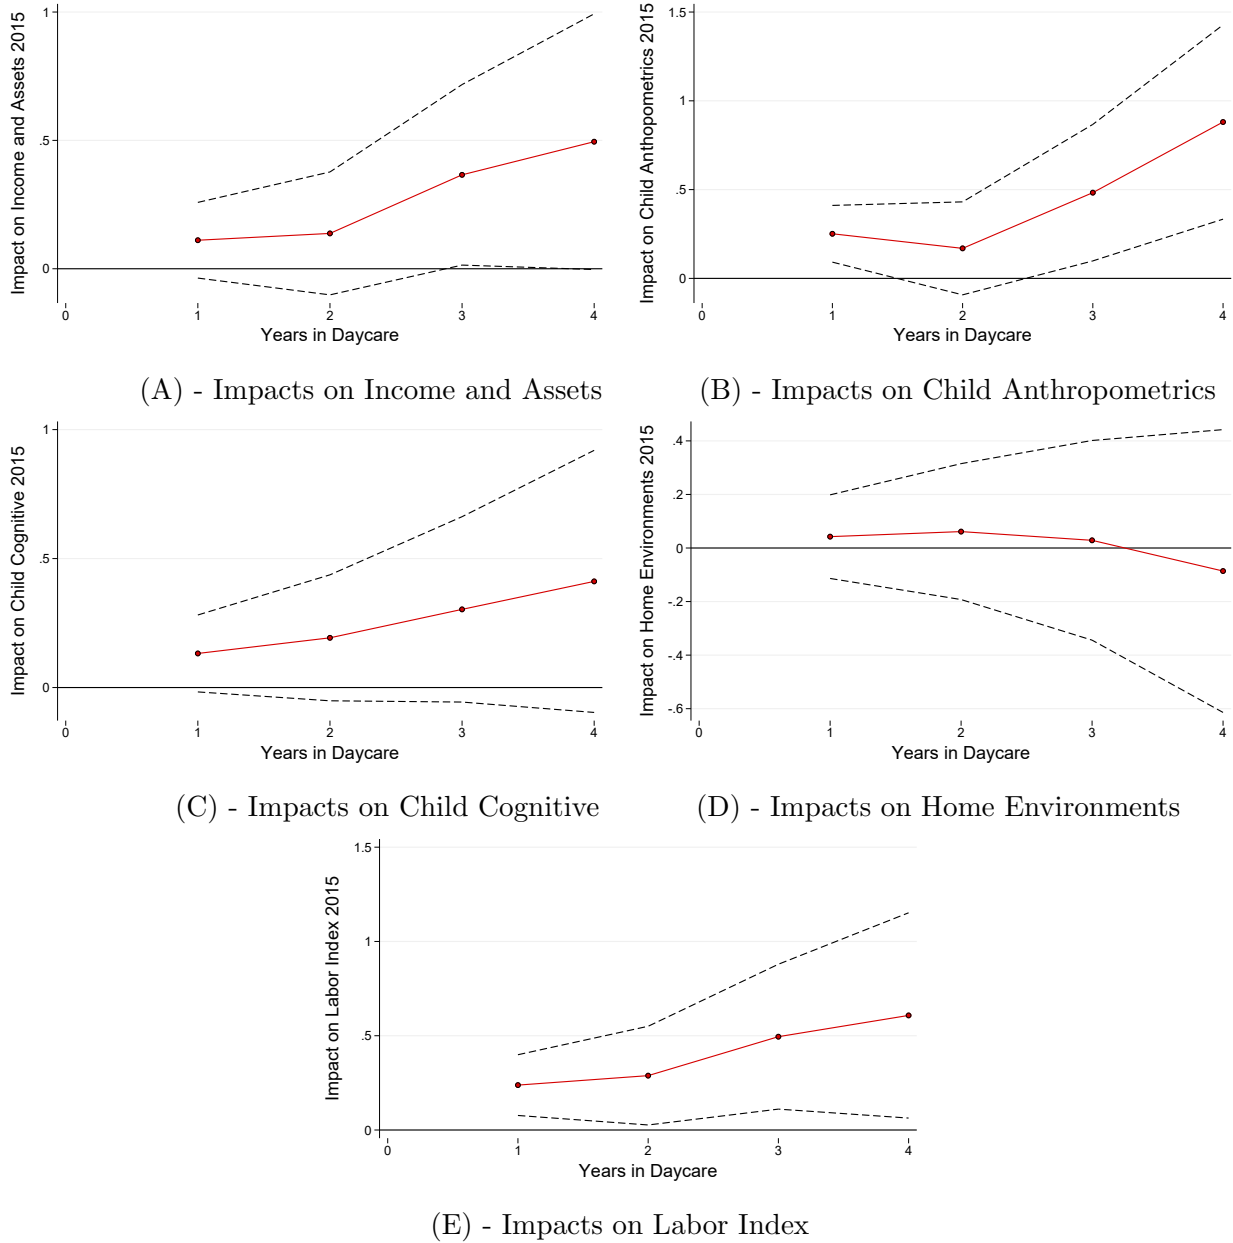 Impact on Income and Assets 2015
1
.5
0
0 1 2 3 4
Years in Daycare
(A) - Impacts on Income and Assets
Impact on Child Anthopometrics 2015
1.5
1
.5
0
0 1 2 3 4
Years in Daycare
(B) - Impacts on Child Anthropometrics
Impact on Child Cognitive 2015
1
.5
0
0 1 2 3 4
Years in Daycare
(C) - Impacts on Child Cognitive
Impact on Home Environments 2015
.4
.2
0
-.2
-.4
-.6
0 1 2 3 4
Years in Daycare
(D) - Impacts on Home Environments
Impact on Labor Index 2015
1.5
1
.5
0
0 1 2 3 4
Years in Daycare
(E) - Impacts on Labor Index